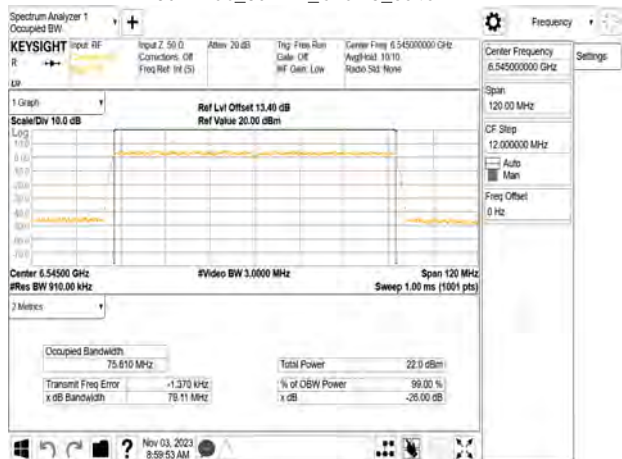 Spectrum Analyzer 1
Occupied BW
KEYSIGHT
Input: RF
R
Input Z: 50 Ω
Corrections: Off
Freq Ref: Int (S)
Atten: 20 dB
Trig: Free Run
Gate: Off
#IF Gain: Low
Center Freq: 6.545000000 GHz
Avg|Hold: 10/10
Radio Std: None
1 Graph
Scale/Div 10.0 dB
Log
Ref Lvl Offset 13.40 dB
Ref Value 20.00 dBm
Center 6.54500 GHz
#Res BW 910.00 kHz
#Video BW 3.0000 MHz
Span 120 MHz
Sweep 1.00 ms (1001 pts)
2 Metrics
Occupied Bandwidth
75.610 MHz
Transmit Freq Error -1.370 kHz
x dB Bandwidth 79.11 MHz
Total Power 22.0 dBm
% of OBW Power 99.00 %
x dB -26.00 dB
Nov 03, 2023
8:59:53 AM
Frequency
Settings
Center Frequency
6.545000000 GHz
Span
120.00 MHz
CF Step
12.000000 MHz
Auto
Man
Freq Offset
0 Hz